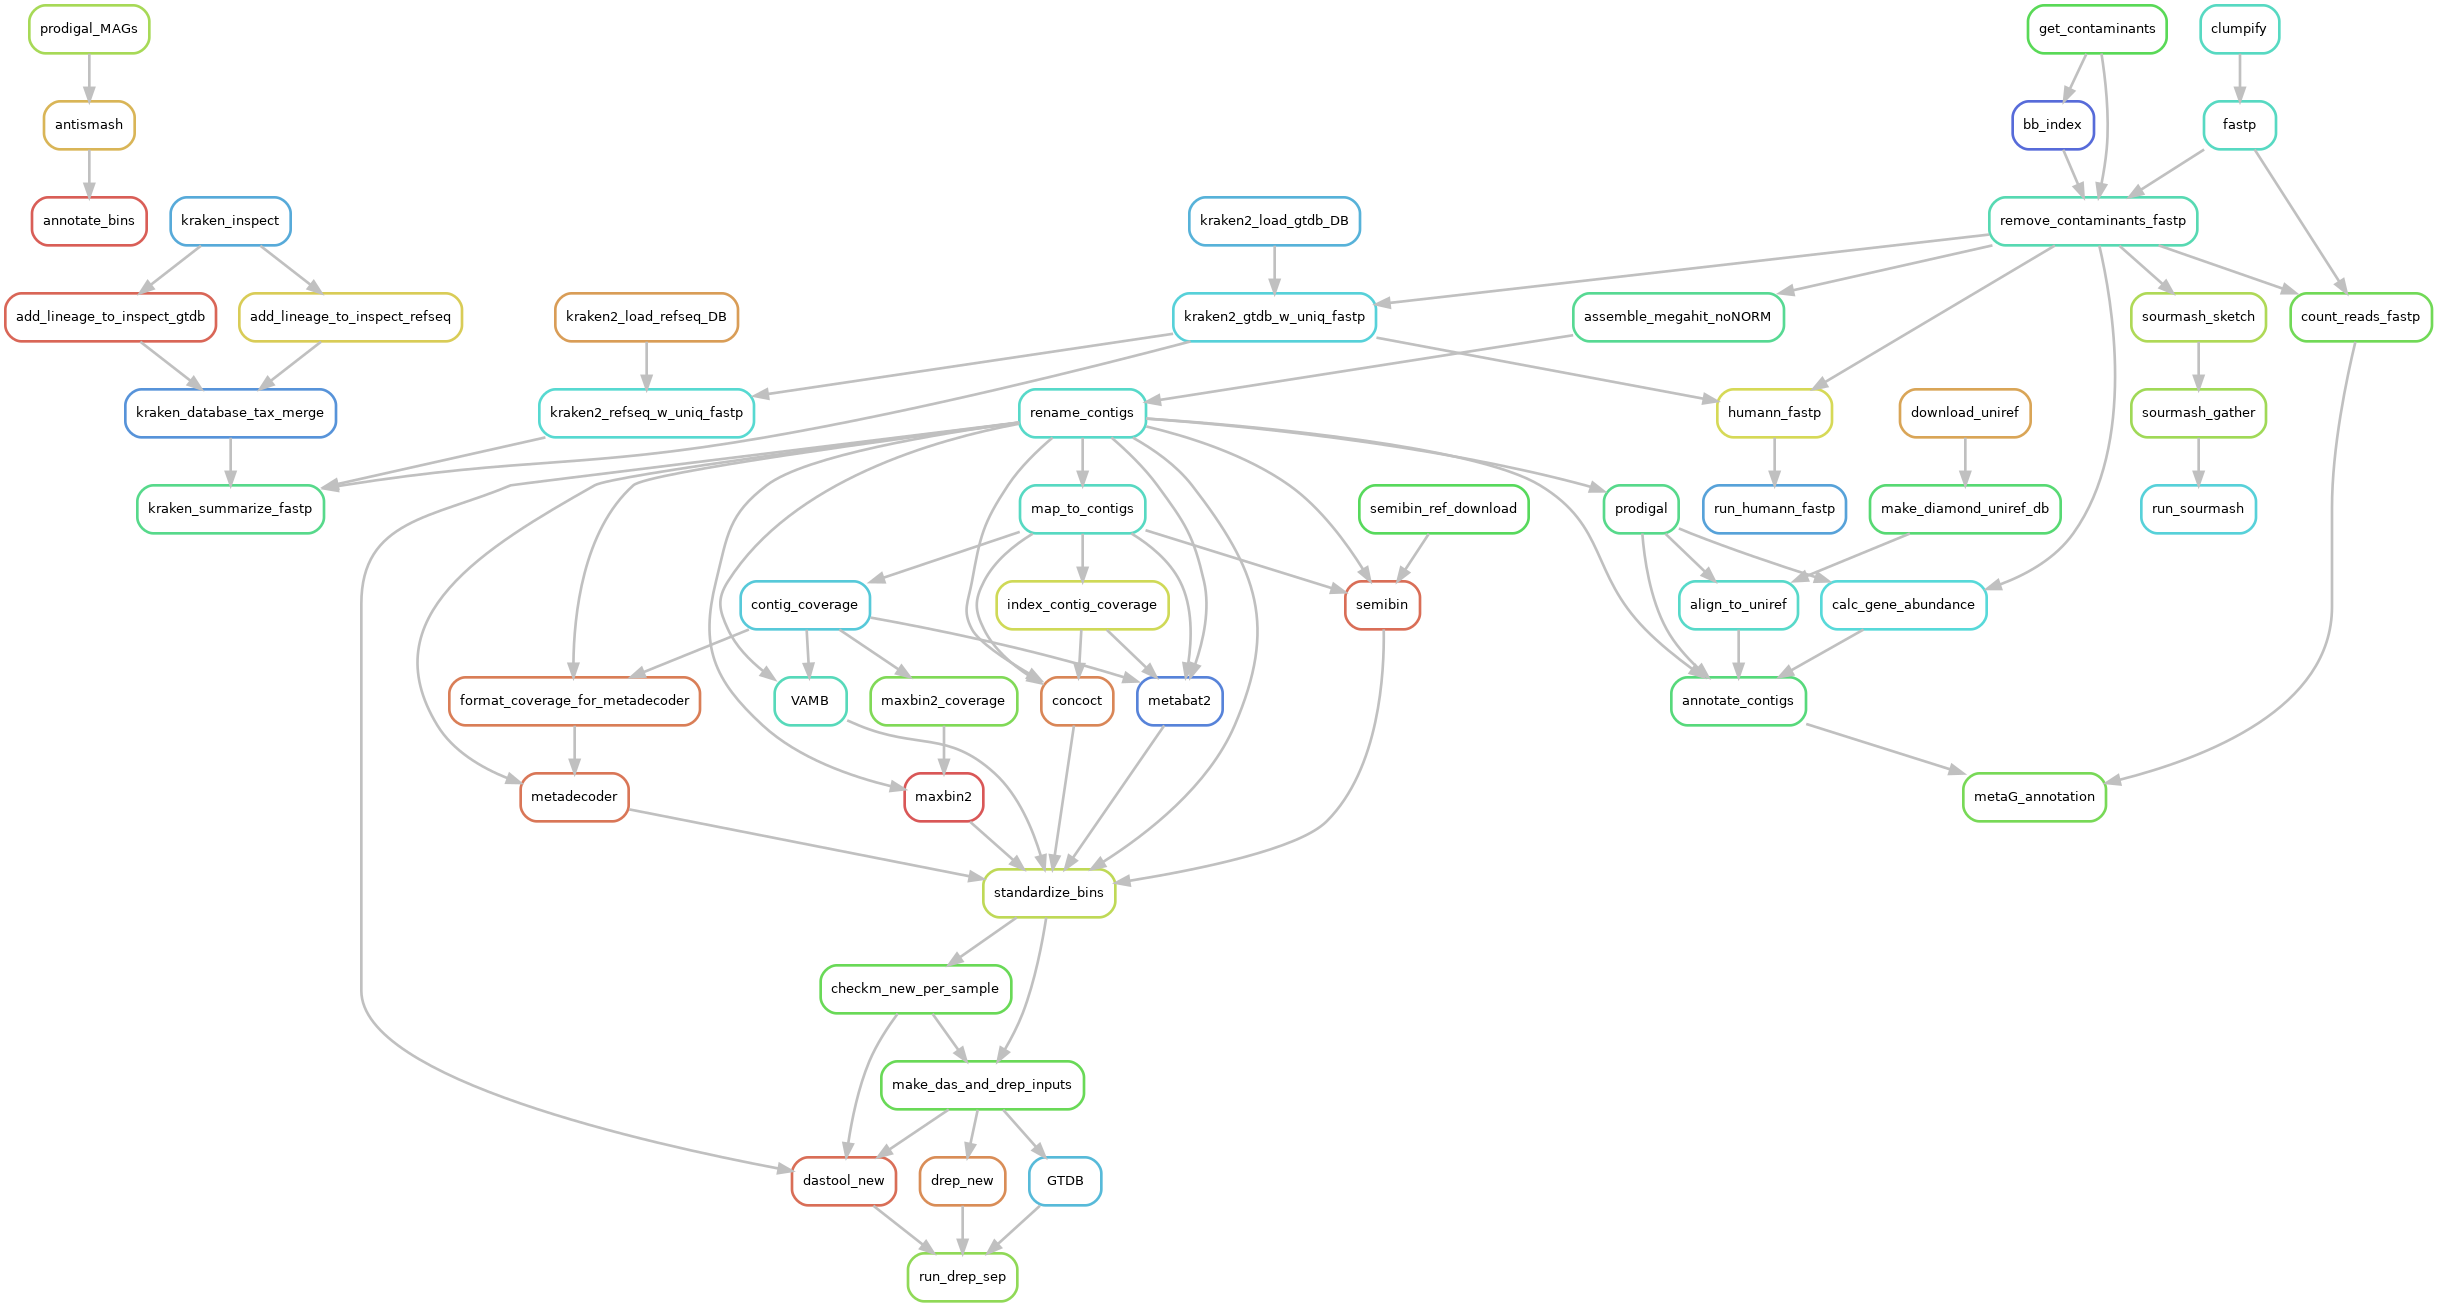 prodigal_MAGs
get_contaminants
clumpify
antismash
bb_index
fastp
annotate_bins
kraken_inspect
kraken2_load_gtdb_DB
remove_contaminants_fastp
add_lineage_to_inspect_gtdb
add_lineage_to_inspect_refseq
kraken2_load_refseq_DB
kraken2_gtdb_w_uniq_fastp
assemble_megahit_noNORM
sourmash_sketch
count_reads_fastp
kraken_database_tax_merge
kraken2_refseq_w_uniq_fastp
rename_contigs
humann_fastp
download_uniref
sourmash_gather
kraken_summarize_fastp
map_to_contigs
semibin_ref_download
prodigal
run_humann_fastp
make_diamond_uniref_db
run_sourmash
contig_coverage
index_contig_coverage
semibin
align_to_uniref
calc_gene_abundance
format_coverage_for_metadecoder
VAMB
maxbin2_coverage
concoct
metabat2
annotate_contigs
metadecoder
maxbin2
metaG_annotation
standardize_bins
checkm_new_per_sample
make_das_and_drep_inputs
dastool_new
drep_new
GTDB
run_drep_sep